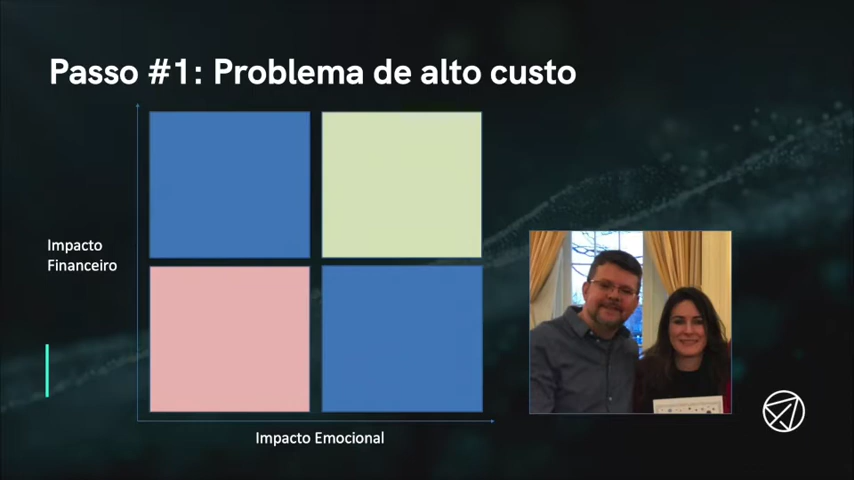 Passo #1: Problema de alto custo
Impacto
Financeiro
Impacto Emocional